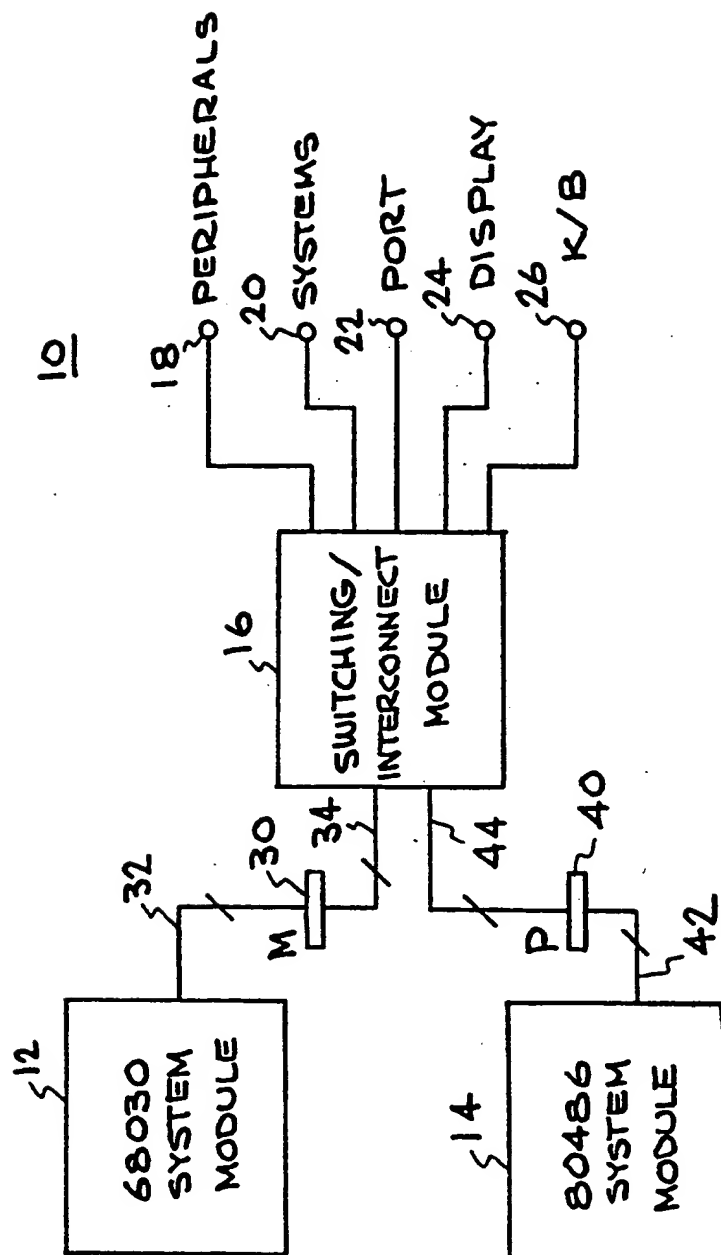 10
12
68030
SYSTEM
MODULE
32
M
30
34
16
SWITCHING/
INTERCONNECT
MODULE
18
PERIPHERALS
20
SYSTEMS
22
PORT
24
DISPLAY
26
K/B
44
P
40
42
14
80486
SYSTEM
MODULE